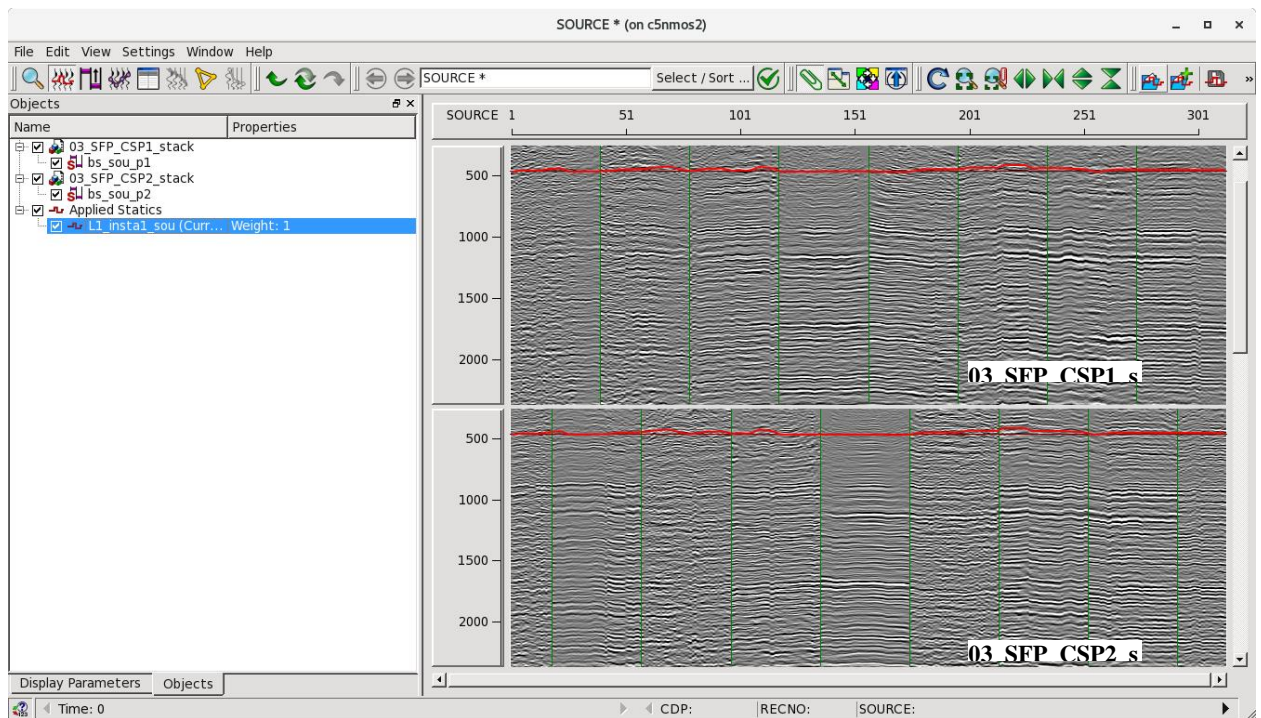 SOURCE * (on c5nmos2)
File Edit View Settings Window Help
SOURCE * Select / Sort ... »
Objects
Name Properties
03_SFP_CSP1_stack
bs_sou_p1
03_SFP_CSP2_stack
bs_sou_p2
Applied Statics
L1_insta1_sou (Curr... Weight: 1
SOURCE 1 51 101 151 201 251 301
500
1000
1500
2000
03_SFP_CSP1_s
500
1000
1500
2000
03_SFP_CSP2_s
Display Parameters Objects
Time: 0 CDP: RECNO: SOURCE: